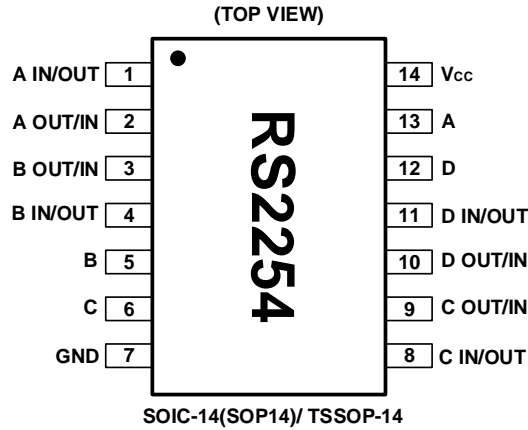 (TOP VIEW)
A IN/OUT 1 14 Vcc
A OUT/IN 2 13 A
B OUT/IN 3 12 D
B IN/OUT 4 11 D IN/OUT
B 5 10 D OUT/IN
C 6 9 C OUT/IN
GND 7 8 C IN/OUT
RS2254
SOIC-14(SOP14)/ TSSOP-14